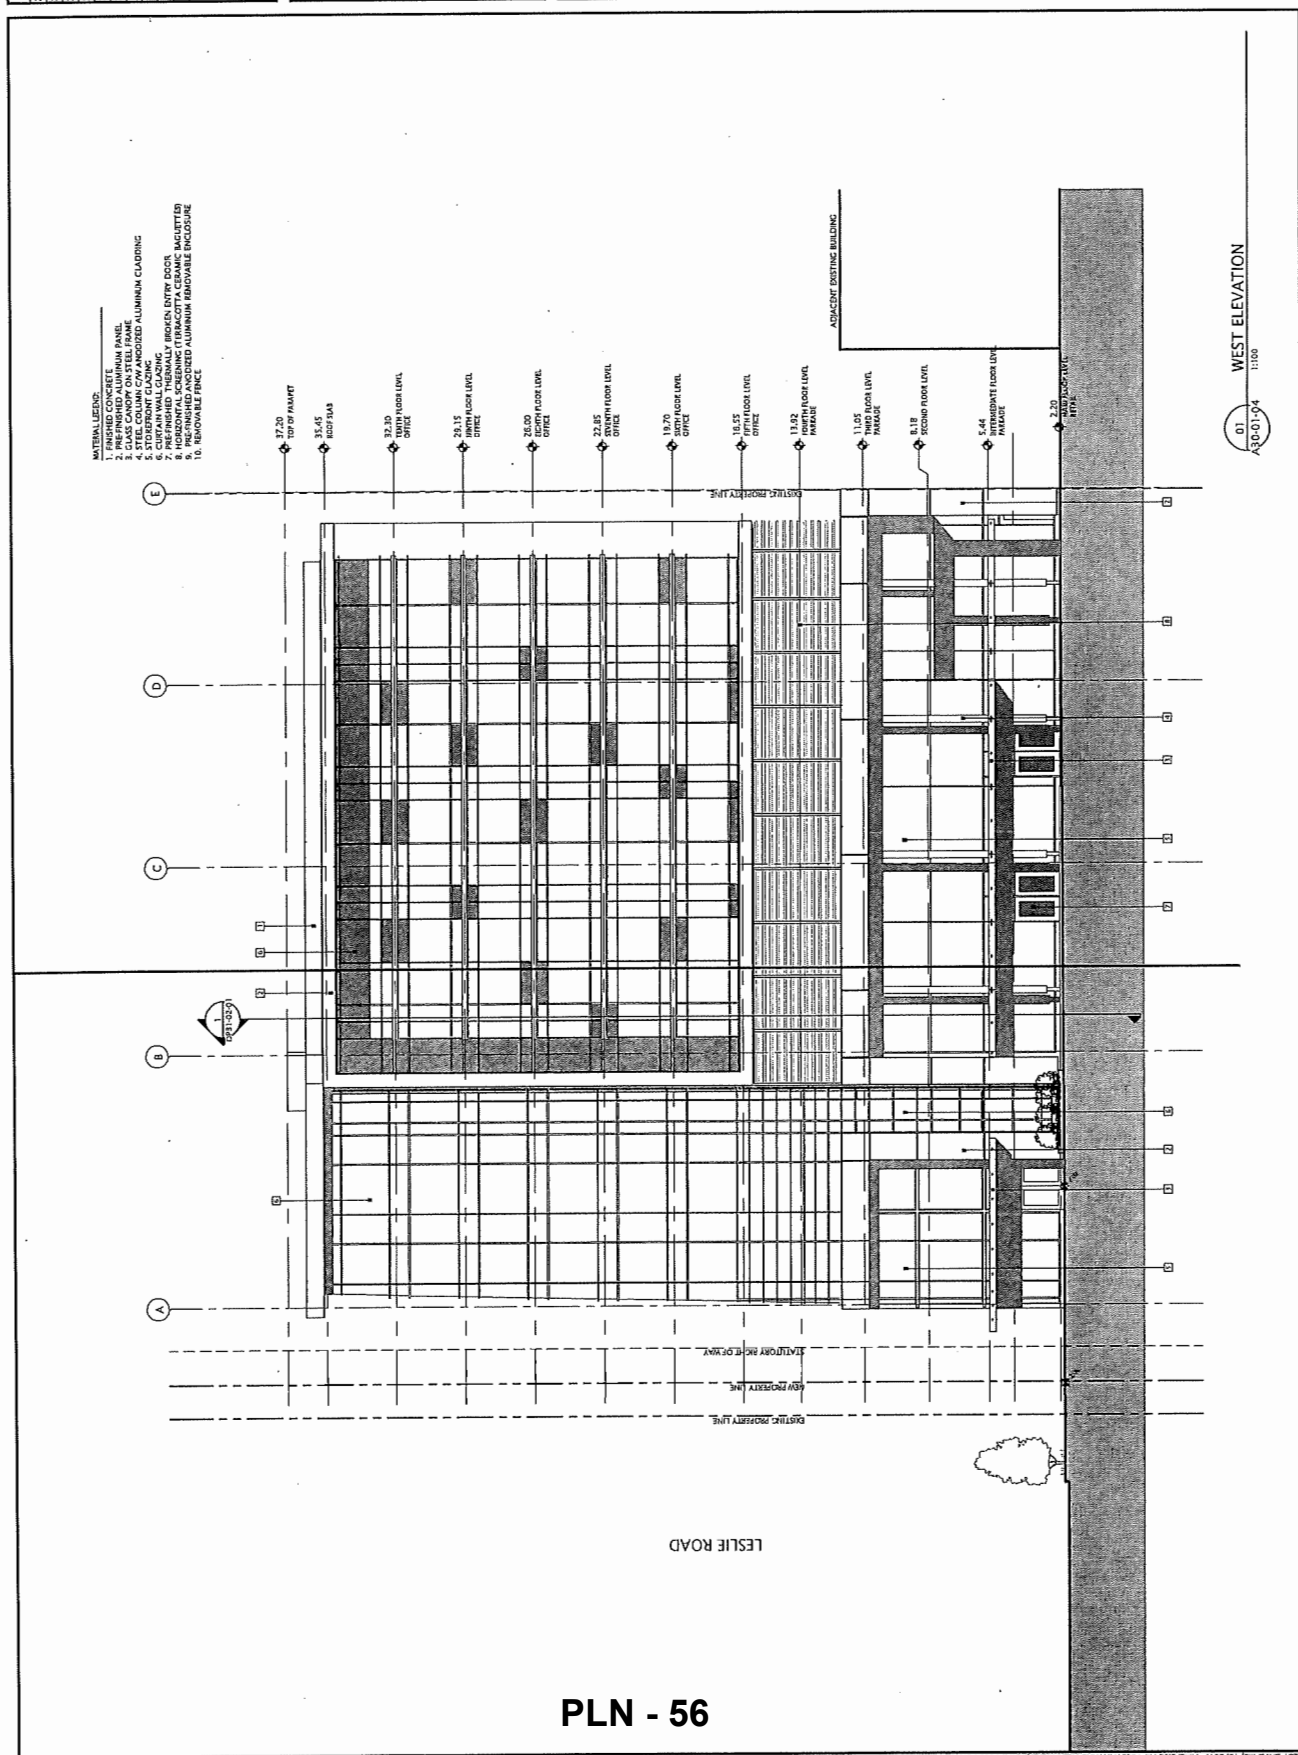 MATERIAL LEGEND:
1. FINISHED CONCRETE
2. PRE-FINISHED ALUMINUM PANEL
3. GLASS CANOPY ON STEEL FRAME
4. STEEL COLUMN C/W ANODIZED ALUMINUM CLADDING
5. STOREFRONT GLAZING
6. CURTAIN WALL GLAZING
7. PRE-FINISHED THERMALLY BROKEN ENTRY DOOR
8. HORIZONTAL SCREENING (TERRACOTTA CERAMIC BAGUETTES)
9. PRE-FINISHED ANODIZED ALUMINUM REMOVABLE ENCLOSURE
10. REMOVABLE FENCE
37,20
TOP OF PARAPET
35,45
ROOF SLAB
32,30
TENTH FLOOR LEVEL
OFFICE
29,15
NINTH FLOOR LEVEL
OFFICE
26,00
EIGHTH FLOOR LEVEL
OFFICE
22,85
SEVENTH FLOOR LEVEL
OFFICE
19,70
SIXTH FLOOR LEVEL
OFFICE
16,55
FIFTH FLOOR LEVEL
OFFICE
13,92
FOURTH FLOOR LEVEL
PARKADE
11,05
THIRD FLOOR LEVEL
PARKADE
8,18
SECOND FLOOR LEVEL
5,44
INTERMEDIATE FLOOR LEVEL
PARKADE
2,20
MAIN FLOOR LEVEL
RETAIL
ADJACENT EXISTING BUILDING
E
D
C
B
A
EXISTING PROPERTY LINE
STATUTORY RIGHT OF WAY
NEW PROPERTY LINE
EXISTING PROPERTY LINE
LESLIE ROAD
1
01
A30-01-04
WEST ELEVATION
1:100
PLN - 56